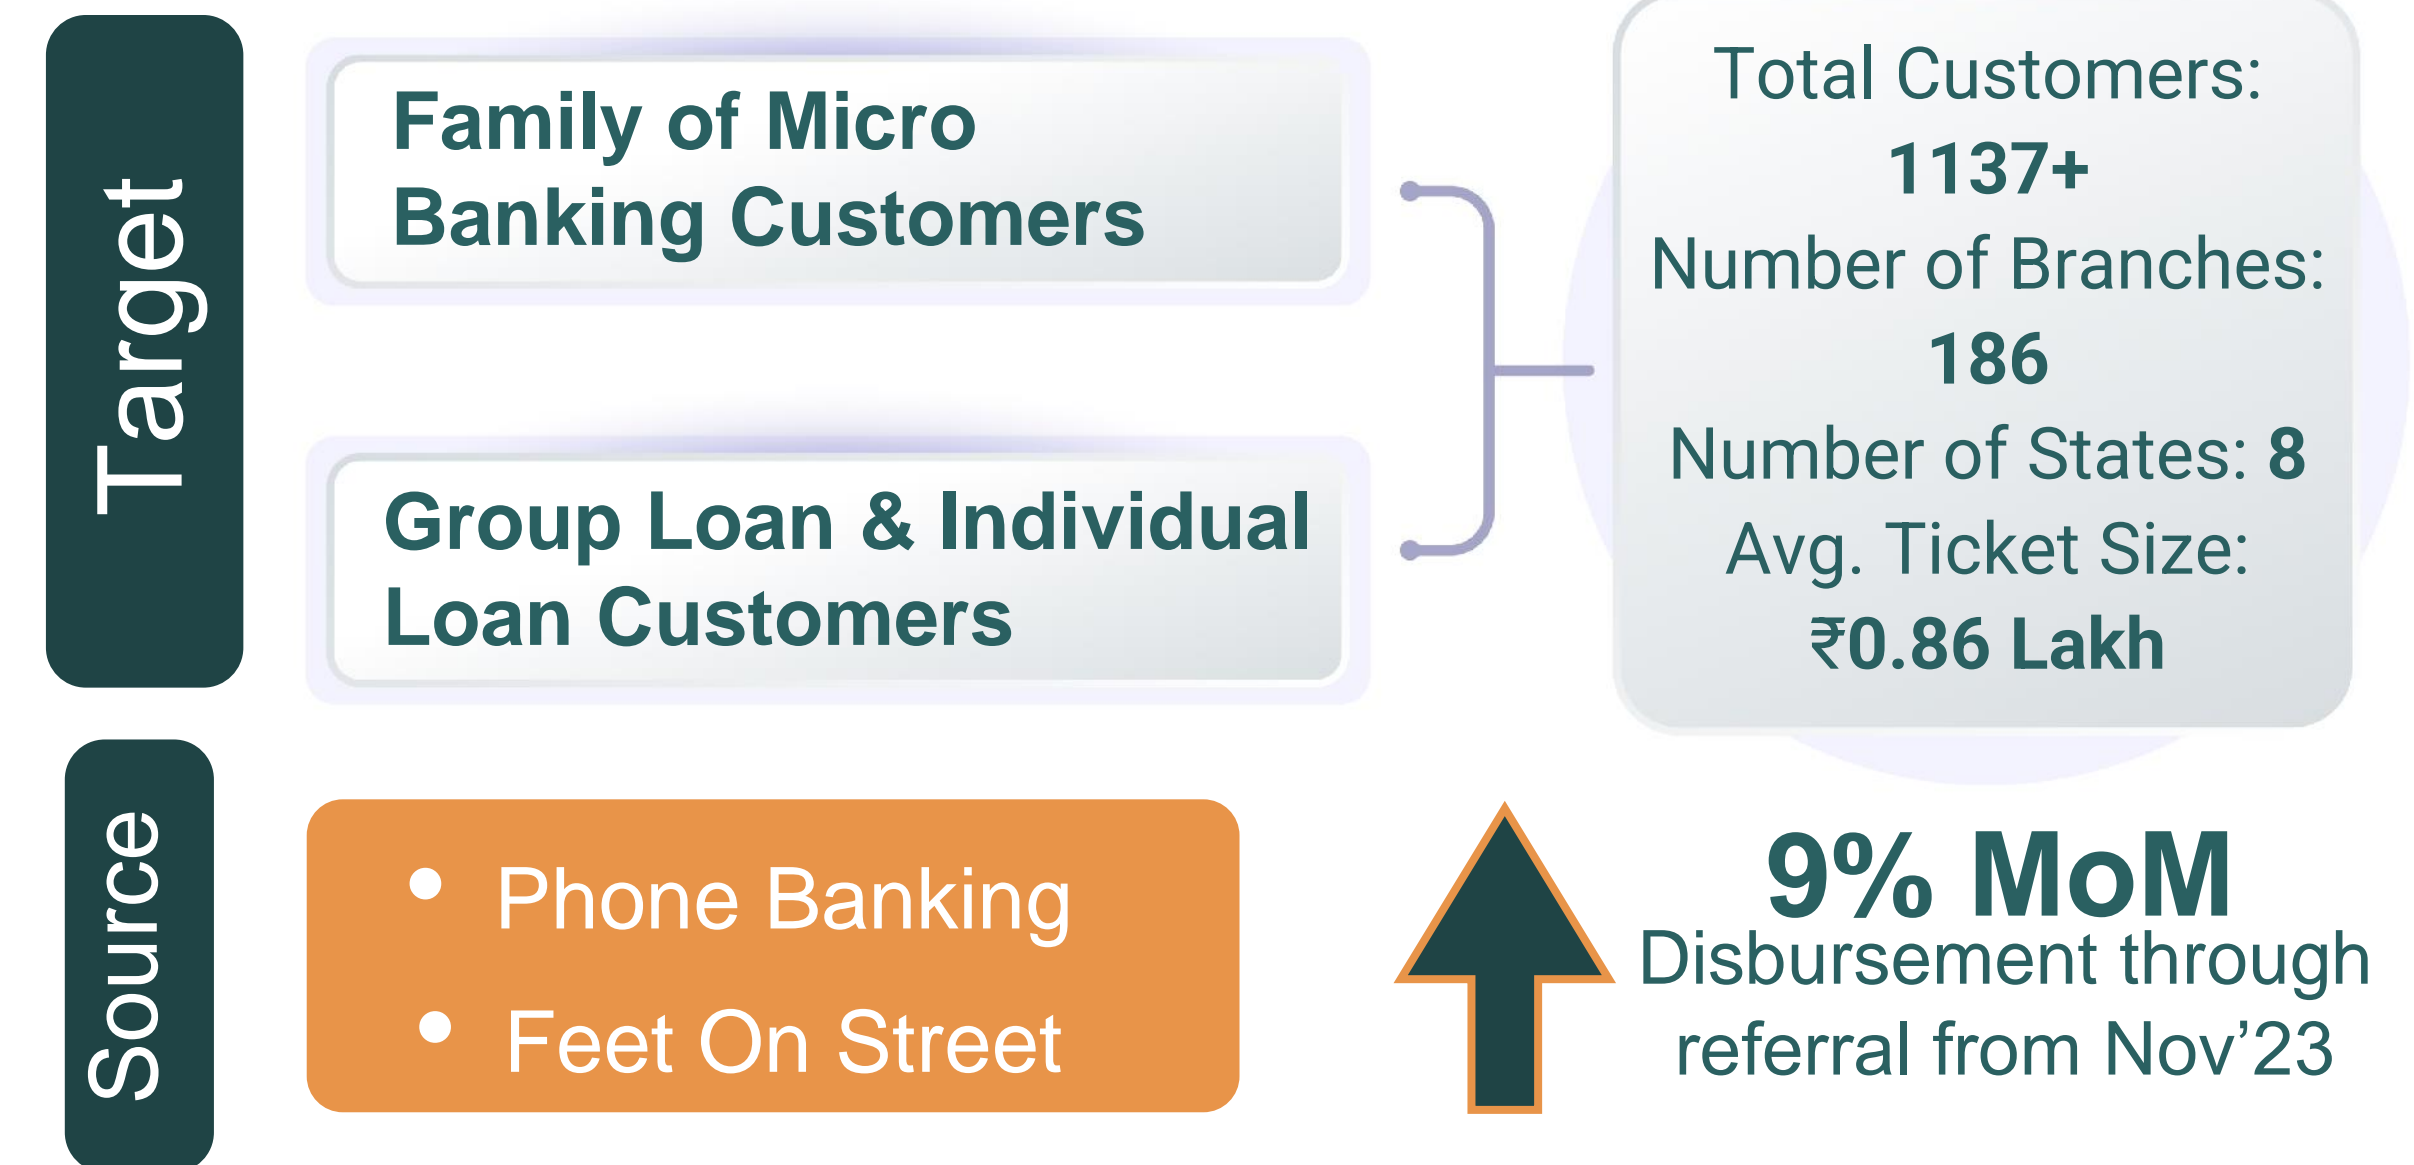 Target
Family of Micro
Banking Customers
Group Loan & Individual
Loan Customers
Total Customers:
1137+
Number of Branches:
186
Number of States: 8
Avg. Ticket Size:
₹0.86 Lakh
Source
• Phone Banking
• Feet On Street
9% MoM
Disbursement through
referral from Nov’23